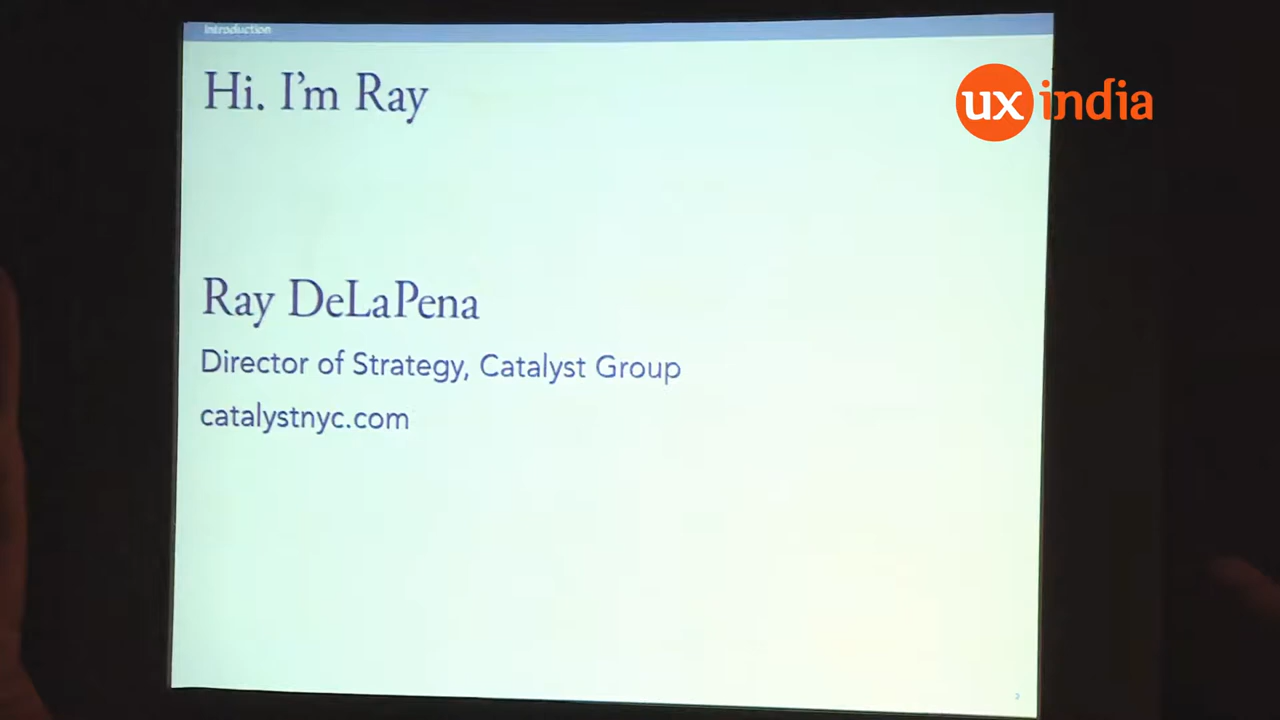 Introduction
Hi. I'm Ray
ux india
Ray DeLaPena
Director of Strategy, Catalyst Group
catalystnyc.com